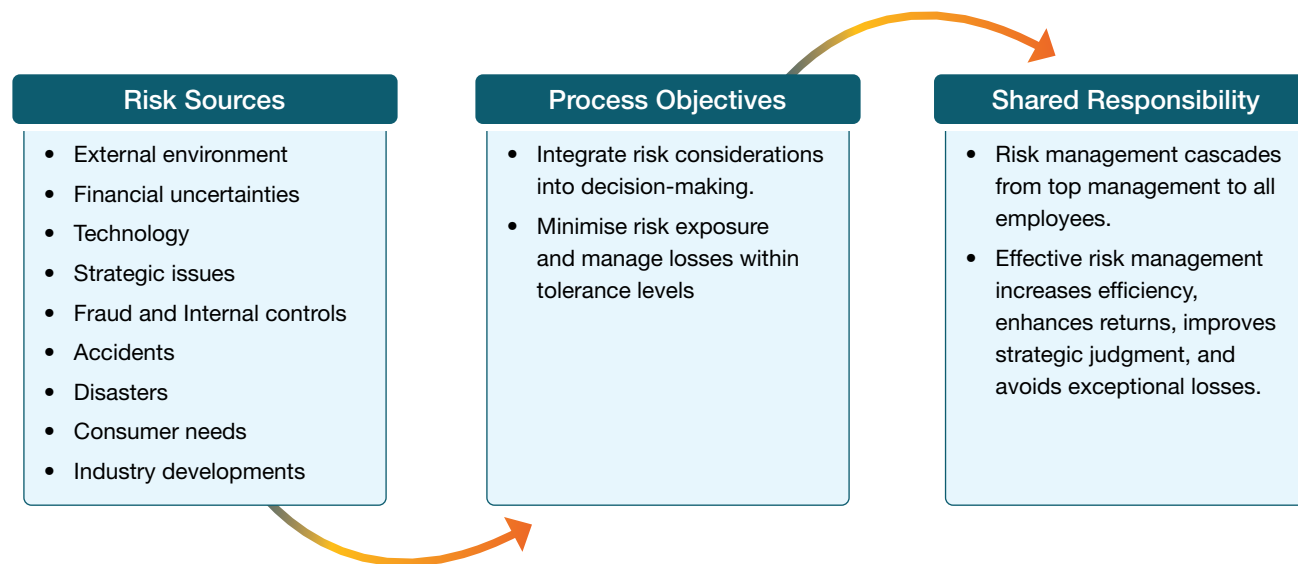 Risk Sources
• External environment
• Financial uncertainties
• Technology
• Strategic issues
• Fraud and Internal controls
• Accidents
• Disasters
• Consumer needs
• Industry developments
Process Objectives
• Integrate risk considerations
into decision-making.
• Minimise risk exposure
and manage losses within
tolerance levels
Shared Responsibility
• Risk management cascades
from top management to all
employees.
• Effective risk management
increases efficiency,
enhances returns, improves
strategic judgment, and
avoids exceptional losses.